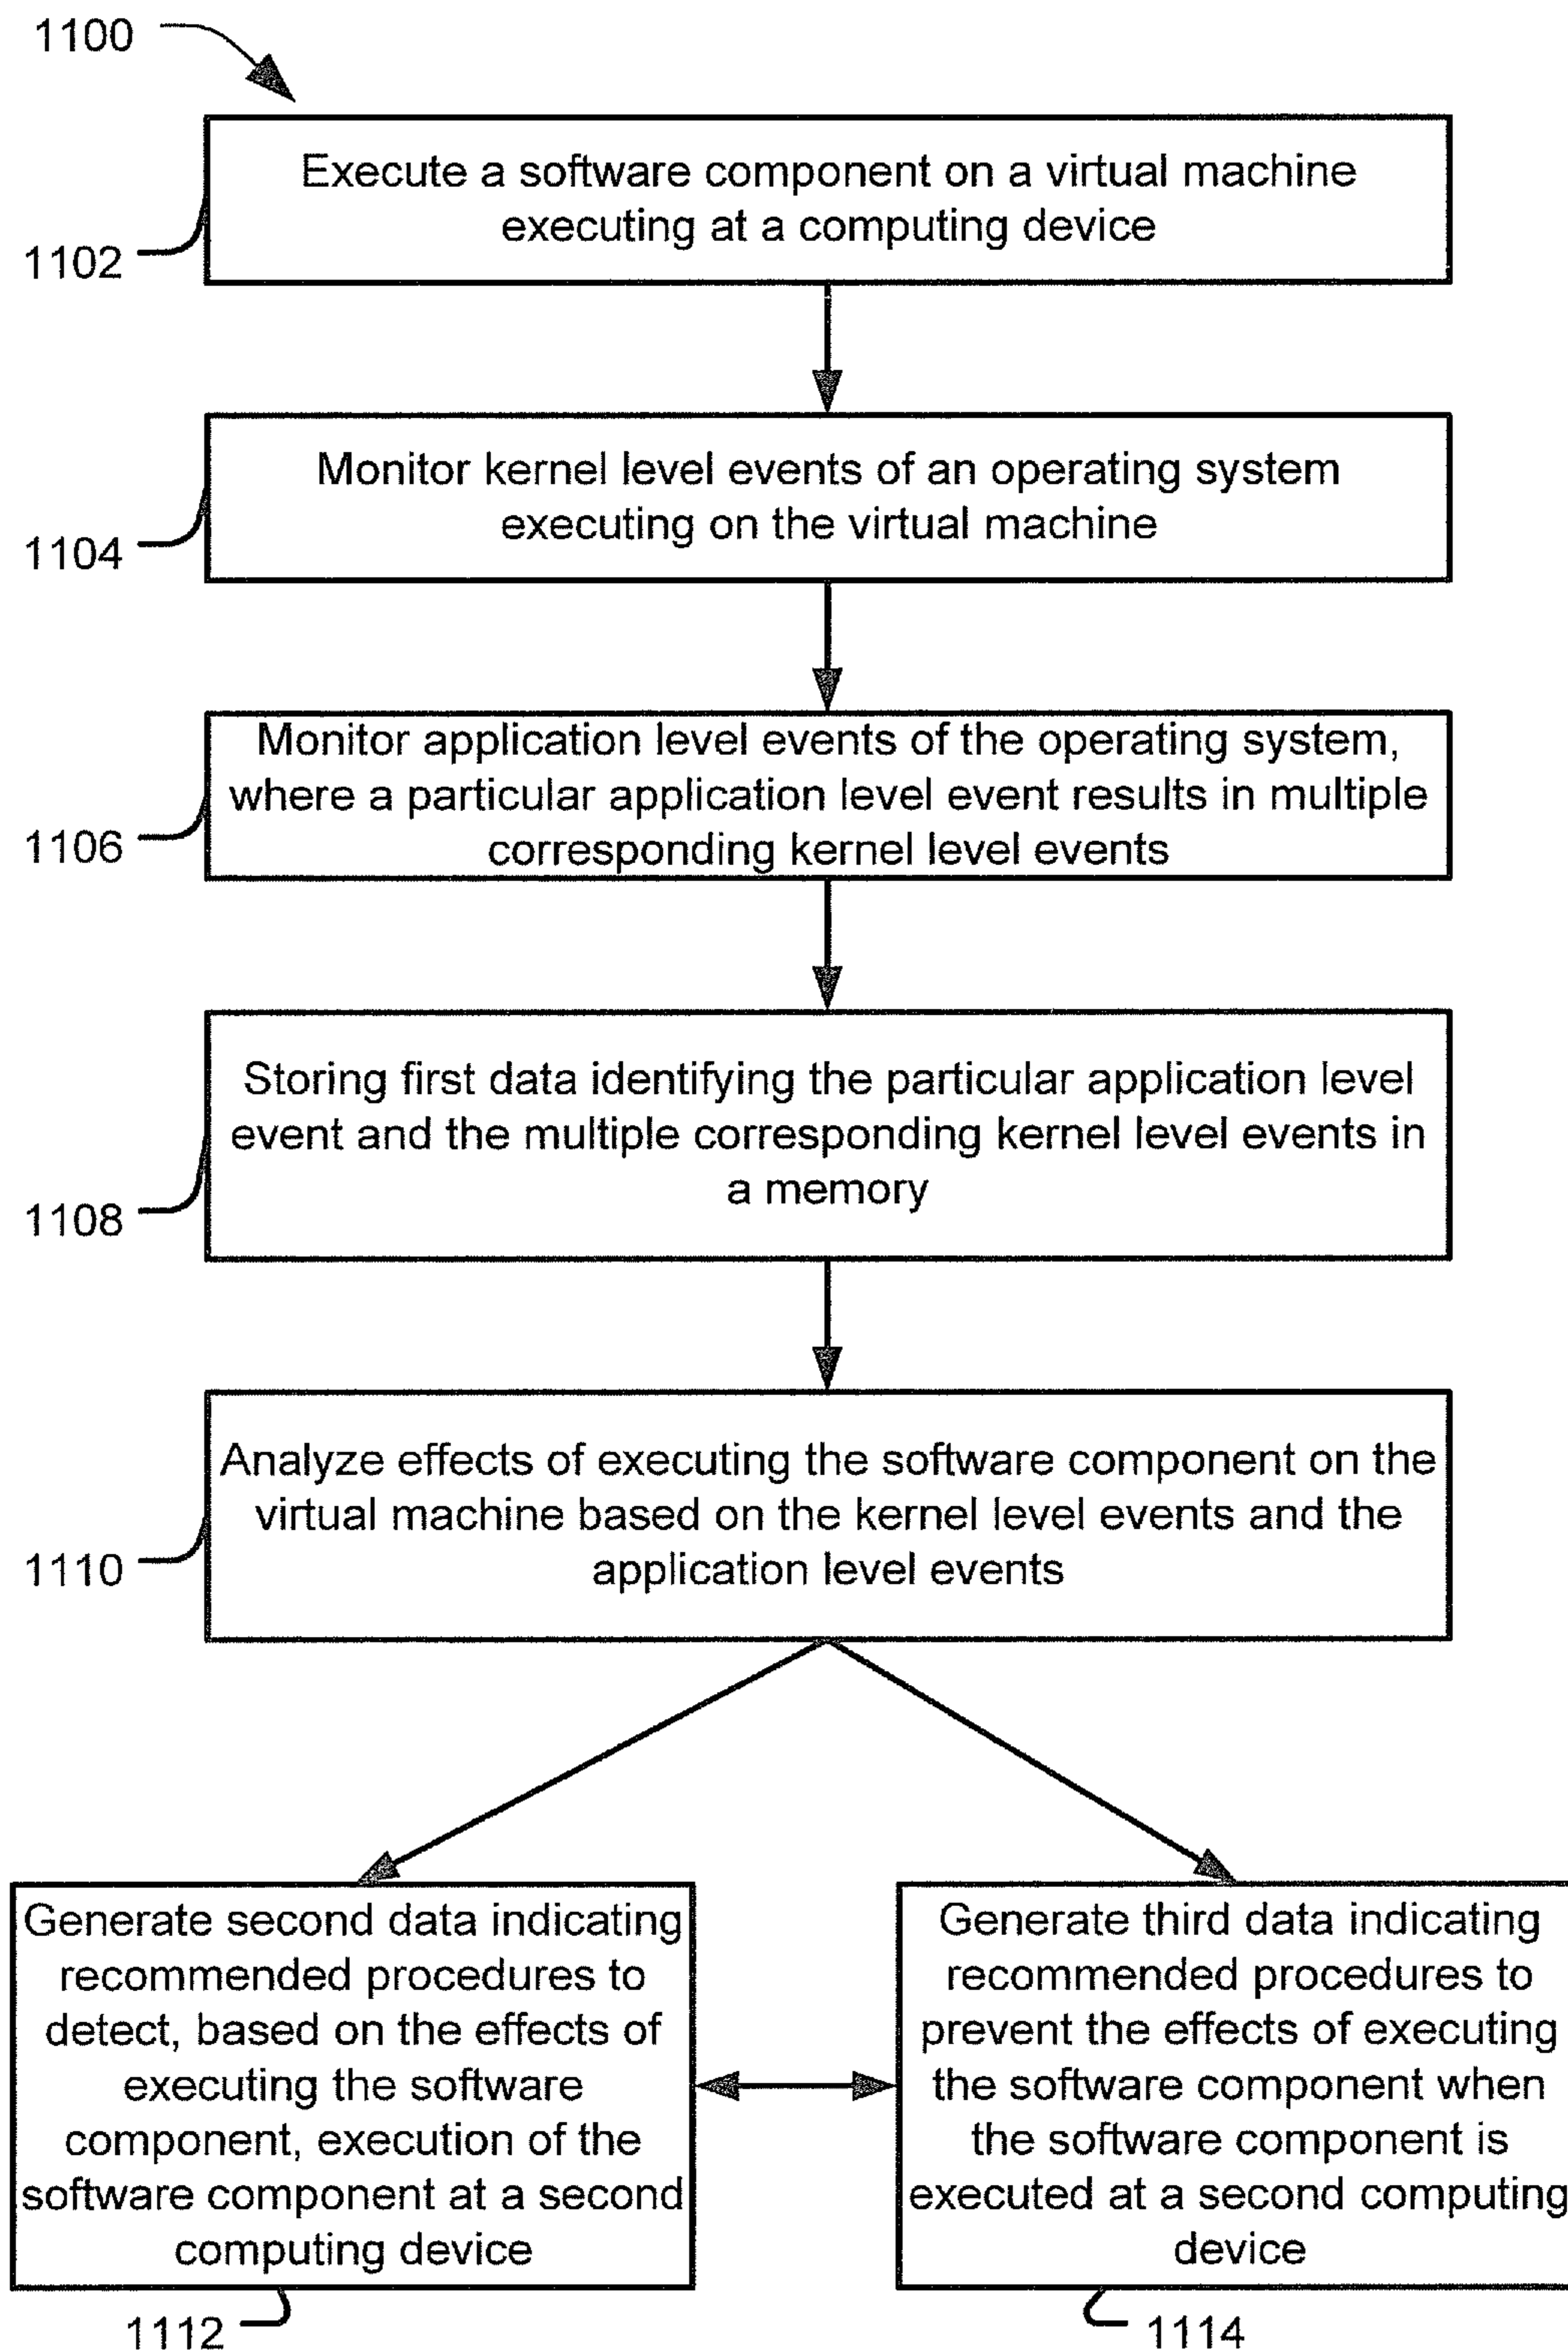 1100
Execute a software component on a virtual machine
executing at a computing device
1102
Monitor kernel level events of an operating system
executing on the virtual machine
1104
Monitor application level events of the operating system,
where a particular application level event results in multiple
corresponding kernel level events
1106
Storing first data identifying the particular application level
event and the multiple corresponding kernel level events in
a memory
1108
Analyze effects of executing the software component on the
virtual machine based on the kernel level events and the
application level events
1110
Generate second data indicating
recommended procedures to
detect, based on the effects of
executing the software
component, execution of the
software component at a second
computing device
1112
Generate third data indicating
recommended procedures to
prevent the effects of executing
the software component when
the software component is
executed at a second computing
device
1114